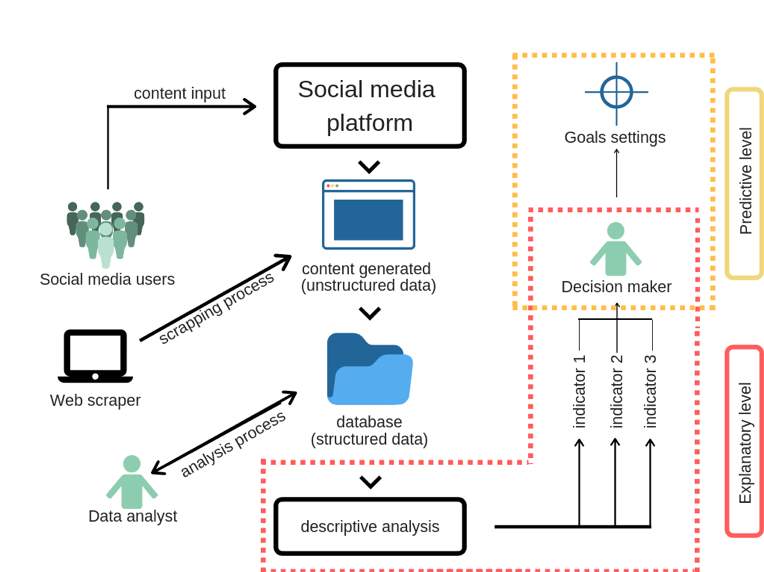 content input
Social media
platform
Social media users
content generated
(unstructured data)
scrapping process
Web scraper
database
(structured data)
analysis process
Data analyst
descriptive analysis
Goals settings
Decision maker
indicator 1
indicator 2
indicator 3
Predictive level
Explanatory level